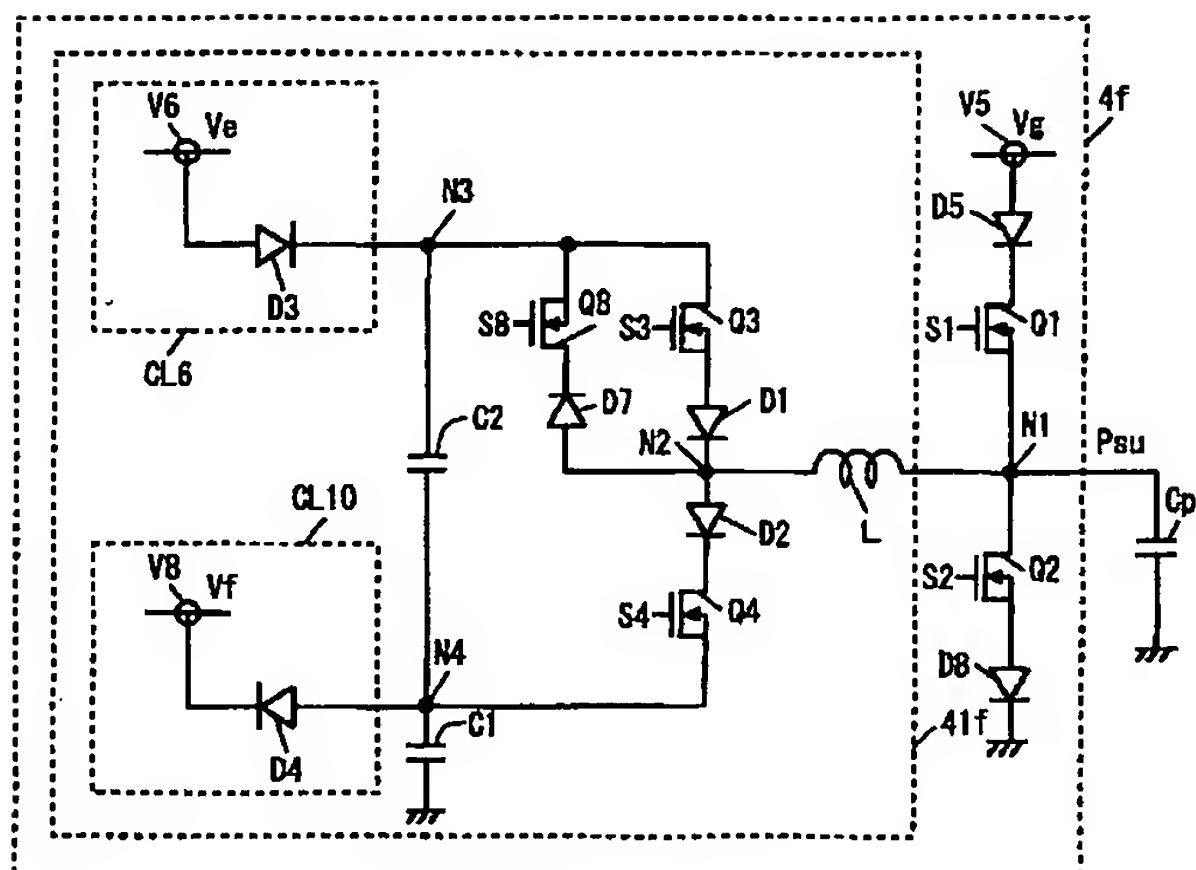 V6 Ve
V5 Vg
4f
N3
D5
D3
S8 Q8
S3 Q3
S1 Q1
CL6
C2
D7
D1
N2
N1
Psu
CL10
L
Cp
D2
V8 Vf
S4 Q4
S2 Q2
N4
D8
C1
D4
41f